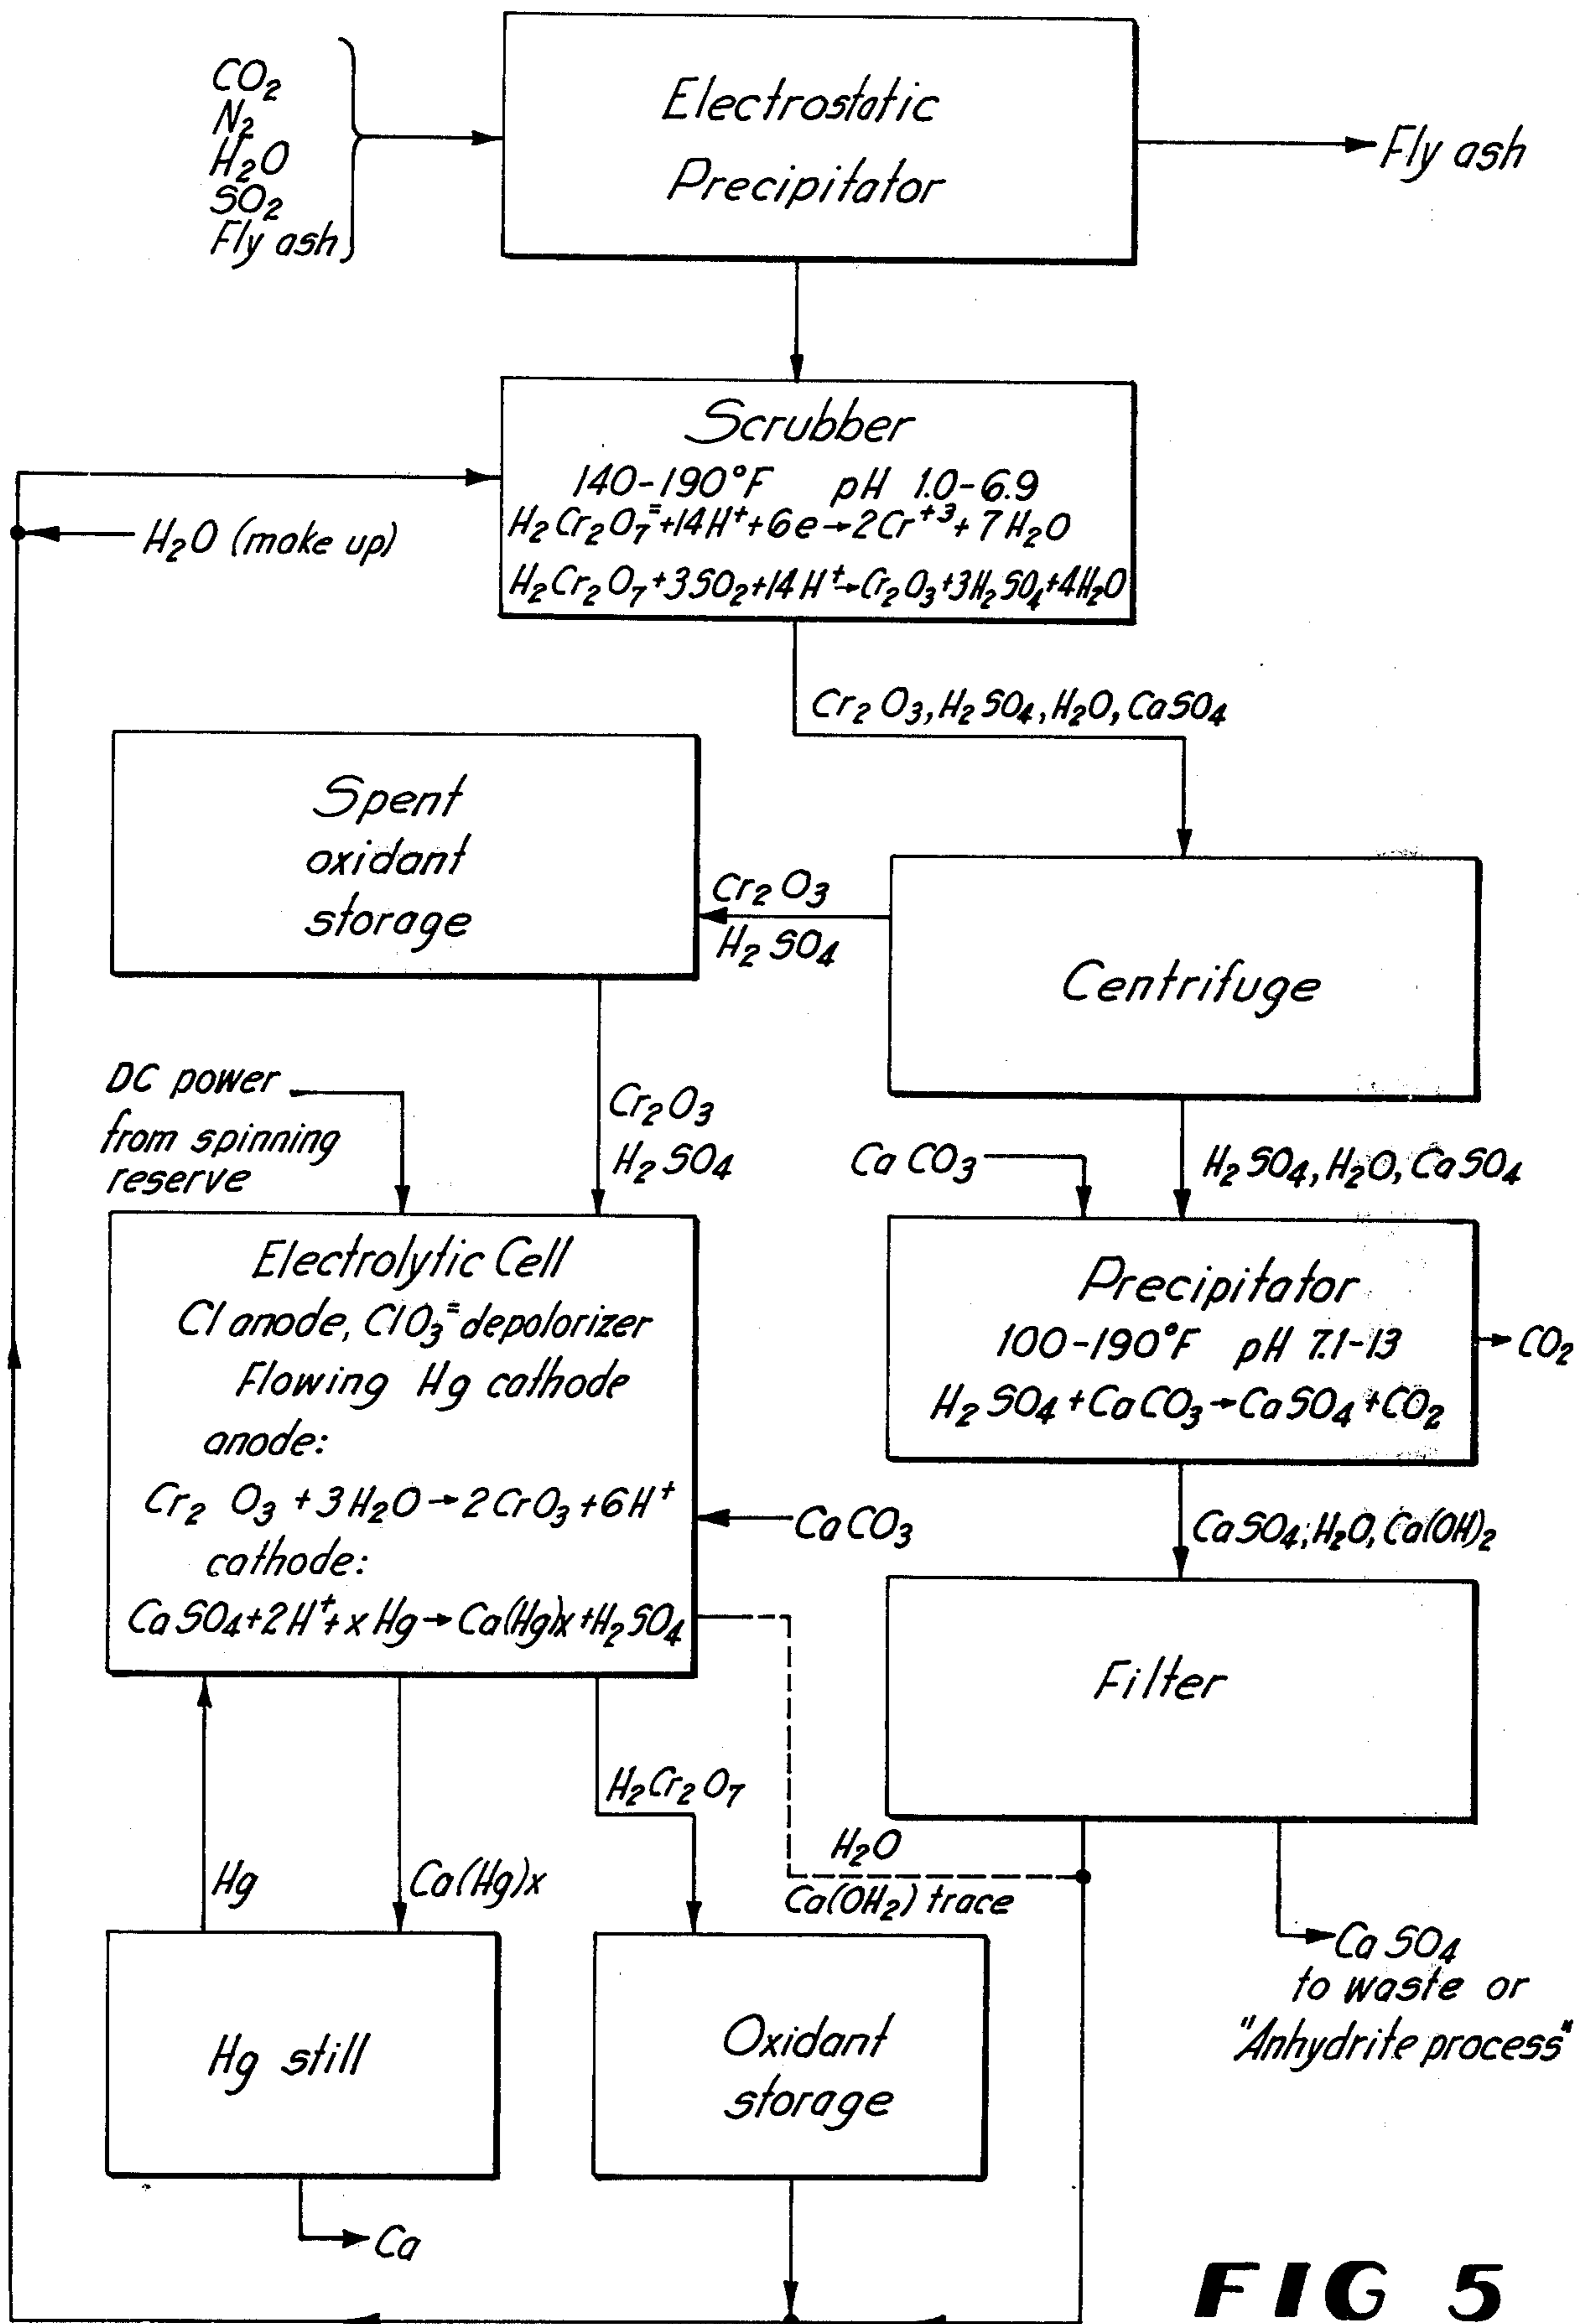 CO₂
N₂
H₂O
SO₂
Fly ash
Electrostatic
Precipitator
Fly ash
Scrubber
140-190°F pH 1.0-6.9
H₂Cr₂O₇⁼+14H⁺+6e→2Cr⁺³+7H₂O
H₂Cr₂O₇+3SO₂+14H⁺→Cr₂O₃+3H₂SO₄+4H₂O
H₂O (make up)
Cr₂O₃, H₂SO₄, H₂O, CaSO₄
Spent
oxidant
storage
Cr₂O₃
H₂SO₄
Centrifuge
DC power
from spinning
reserve
Cr₂O₃
H₂SO₄
CaCO₃
H₂SO₄, H₂O, CaSO₄
Electrolytic Cell
Cl anode, ClO₃⁼ depolorizer
Flowing Hg cathode
anode:
Cr₂O₃+3H₂O→2CrO₃+6H⁺
cathode:
CaSO₄+2H⁺+xHg→Ca(Hg)x+H₂SO₄
CaCO₃
Precipitator
100-190°F pH 7.1-13
H₂SO₄+CaCO₃→CaSO₄+CO₂
CO₂
CaSO₄, H₂O, Ca(OH)₂
Filter
H₂Cr₂O₇
Hg
Ca(Hg)x
H₂O
Ca(OH₂) trace
CaSO₄
to waste or
"Anhydrite process"
Hg still
Oxidant
storage
Ca
FIG 5